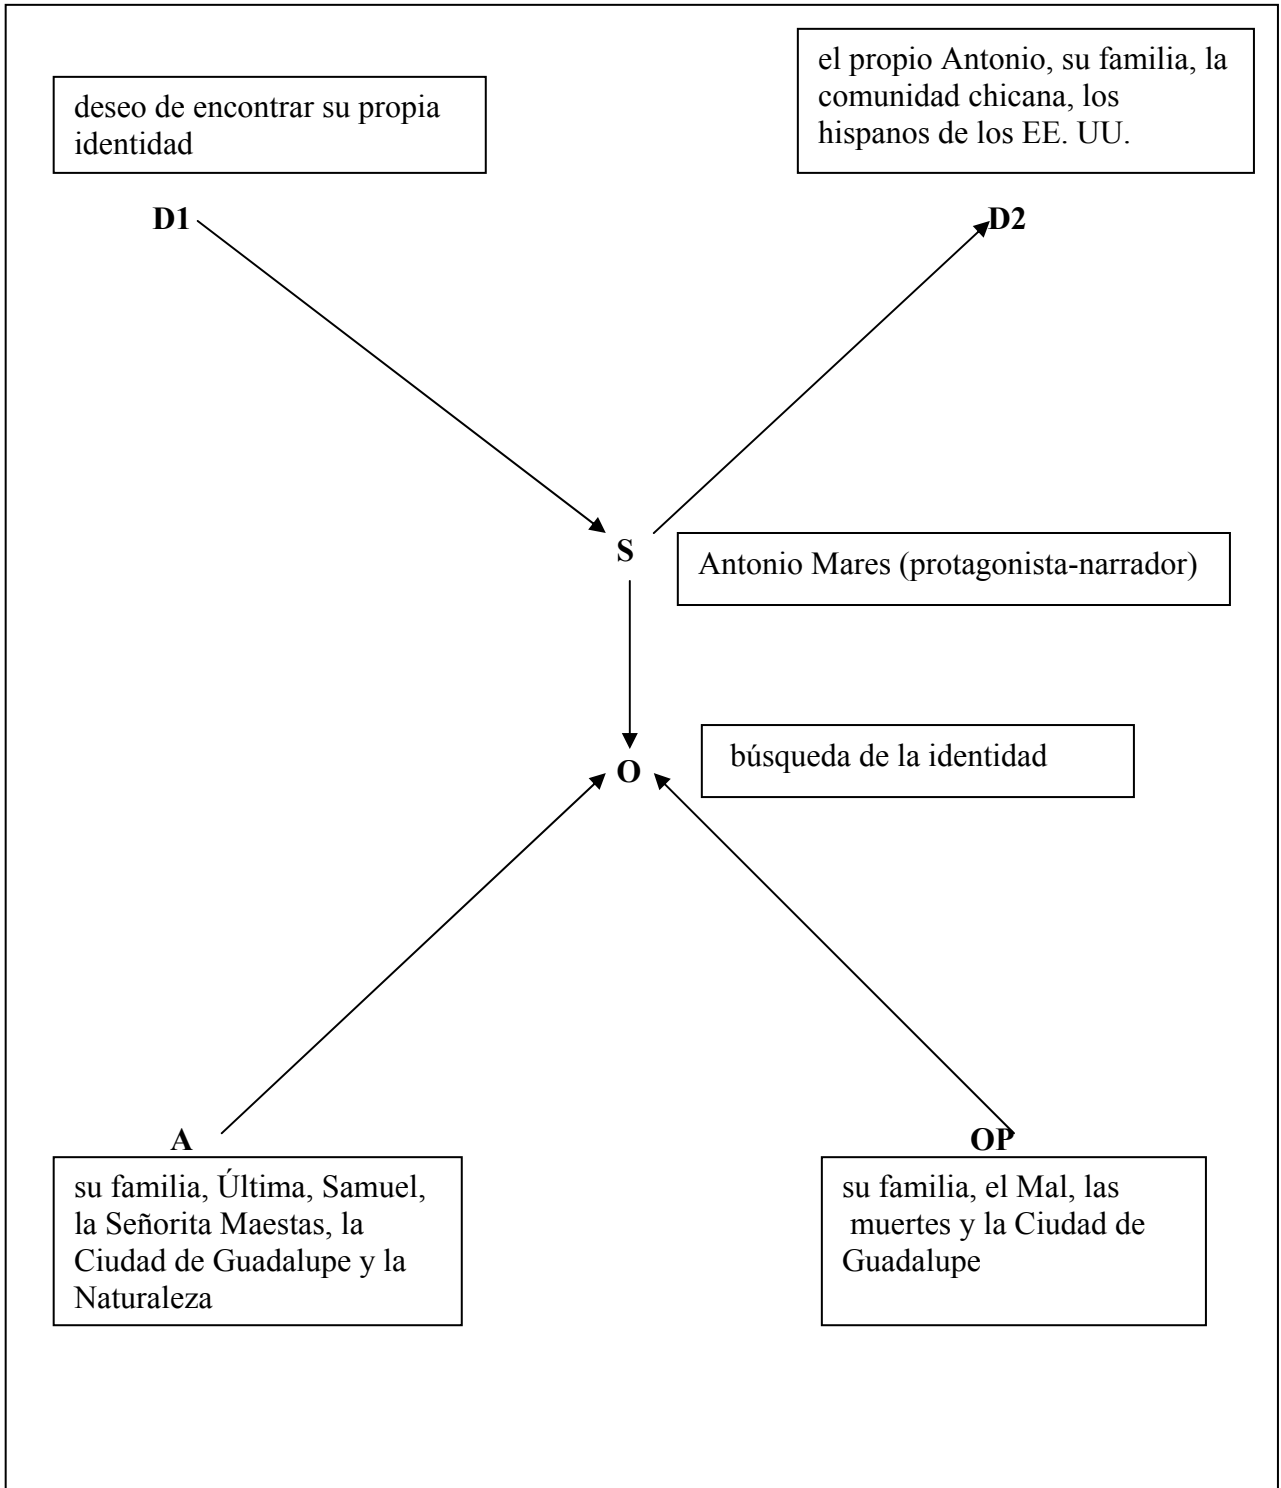 deseo de encontrar su propia
identidad
el propio Antonio, su familia, la
comunidad chicana, los
hispanos de los EE. UU.
D1
D2
S
Antonio Mares (protagonista-narrador)
búsqueda de la identidad
O
A
OP
su familia, Última, Samuel,
la Señorita Maestas, la
Ciudad de Guadalupe y la
Naturaleza
su familia, el Mal, las
muertes y la Ciudad de
Guadalupe